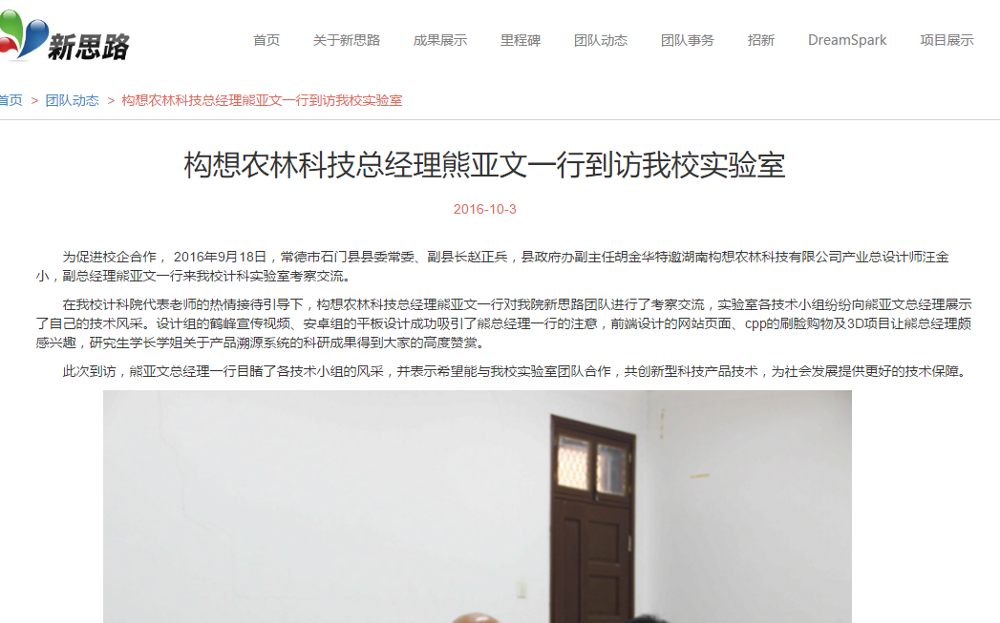 新思路
首页 关于新思路 成果展示 里程碑 团队动态 团队事务 招新 DreamSpark 项目展示
首页 > 团队动态 > 构想农林科技总经理熊亚文一行到访我校实验室
构想农林科技总经理熊亚文一行到访我校实验室
2016-10-3
为促进校企合作， 2016年9月18日，常德市石门县县委常委、副县长赵正兵，县政府办副主任胡金华特邀湖南构想农林科技有限公司产业总设计师汪金
小，副总经理熊亚文一行来我校计科实验室考察交流。
在我校计科院代表老师的热情接待引导下，构想农林科技总经理熊亚文一行对我院新思路团队进行了考察交流，实验室各技术小组纷纷向熊亚文总经理展示
了自己的技术风采。设计组的鹤峰宣传视频、安卓组的平板设计成功吸引了能总经理一行的注意，前端设计的网站页面、cpp的刷脸购物及3D项目让能总经理颇
感兴趣，研究生学长学姐关于产品溯源系统的科研成果得到大家的高度赞赏。
此次到访，熊亚文总经理一行目睹了各技术小组的风采，并表示希望能与我校实验室团队合作，共创新型科技产品技术，为社会发展提供更好的技术保障。